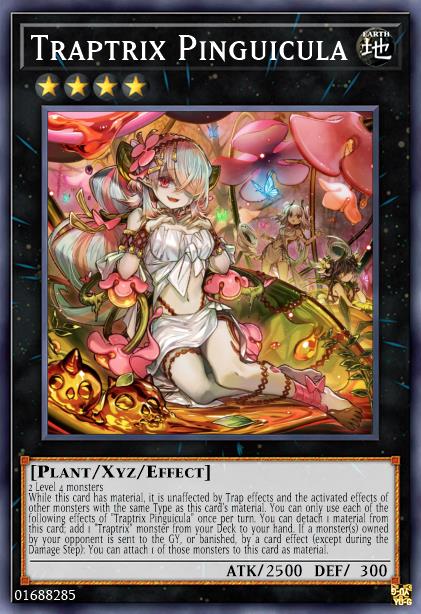 TRAPTRIX PINGUICULA
EARTH
地
[PLANT/XYZ/EFFECT]
2 Level 4 monsters
While this card has material, it is unaffected by Trap effects and the activated effects of
other monsters with the same Type as this card's material. You can only use each of the
following effects of "Traptrix Pinguicula" once per turn. You can detach 1 material from
this card; add 1 "Traptrix" monster from your Deck to your hand. If a monster(s) owned
by your opponent is sent to the GY, or banished, by a card effect (except during the
Damage Step): You can attach 1 of those monsters to this card as material.
ATK/2500 DEF/ 300
01688285